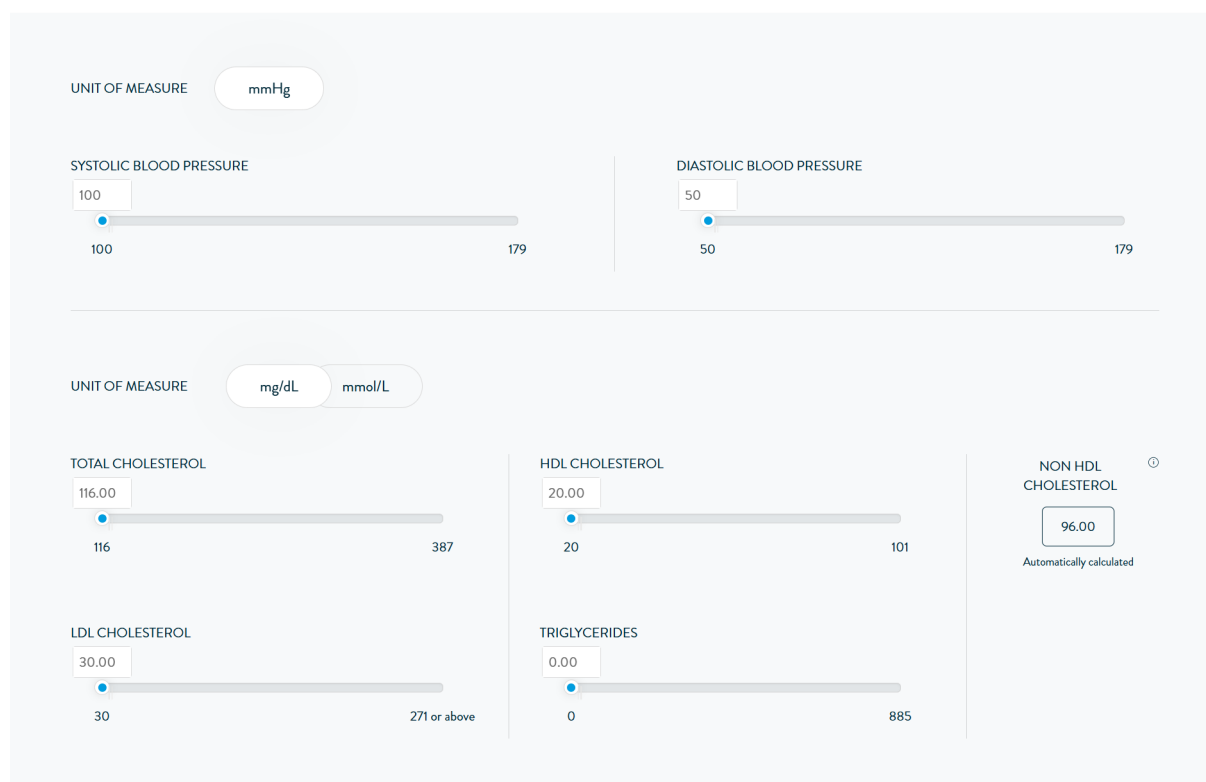 UNIT OF MEASURE mmHg
SYSTOLIC BLOOD PRESSURE
100
100 179
DIASTOLIC BLOOD PRESSURE
50
50 179
UNIT OF MEASURE mg/dL mmol/L
TOTAL CHOLESTEROL
116.00
116 387
HDL CHOLESTEROL
20.00
20 101
NON HDL
CHOLESTEROL
96.00
Automatically calculated
LDL CHOLESTEROL
30.00
30 271 or above
TRIGLYCERIDES
0.00
0 885